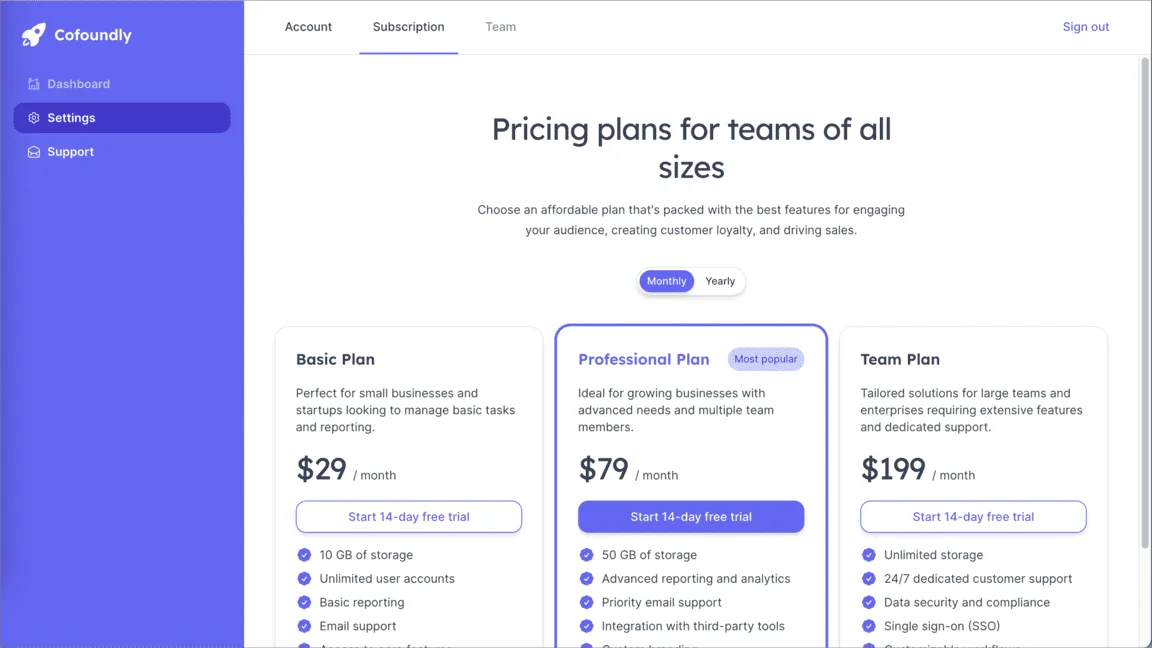 Cofoundly
Dashboard
Settings
Support
Account
Subscription
Team
Sign out
Pricing plans for teams of all
sizes
Choose an affordable plan that's packed with the best features for engaging
your audience, creating customer loyalty, and driving sales.
Monthly
Yearly
Basic Plan
Perfect for small businesses and
startups looking to manage basic tasks
and reporting.
$29 / month
Start 14-day free trial
10 GB of storage
Unlimited user accounts
Basic reporting
Email support
Professional Plan
Most popular
Ideal for growing businesses with
advanced needs and multiple team
members.
$79 / month
Start 14-day free trial
50 GB of storage
Advanced reporting and analytics
Priority email support
Integration with third-party tools
Team Plan
Tailored solutions for large teams and
enterprises requiring extensive features
and dedicated support.
$199 / month
Start 14-day free trial
Unlimited storage
24/7 dedicated customer support
Data security and compliance
Single sign-on (SSO)